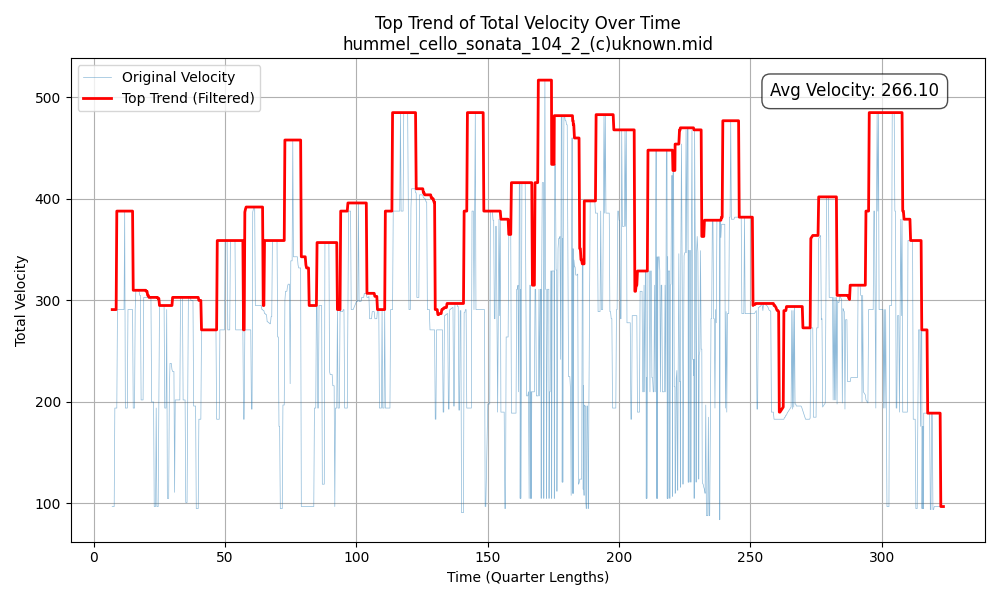 Top Trend of Total Velocity Over Time
hummel_cello_sonata_104_2_(c)uknown.mid
Original Velocity
Top Trend (Filtered)
Avg Velocity: 266.10
Total Velocity
500
400
300
200
100
0 50 100 150 200 250 300
Time (Quarter Lengths)